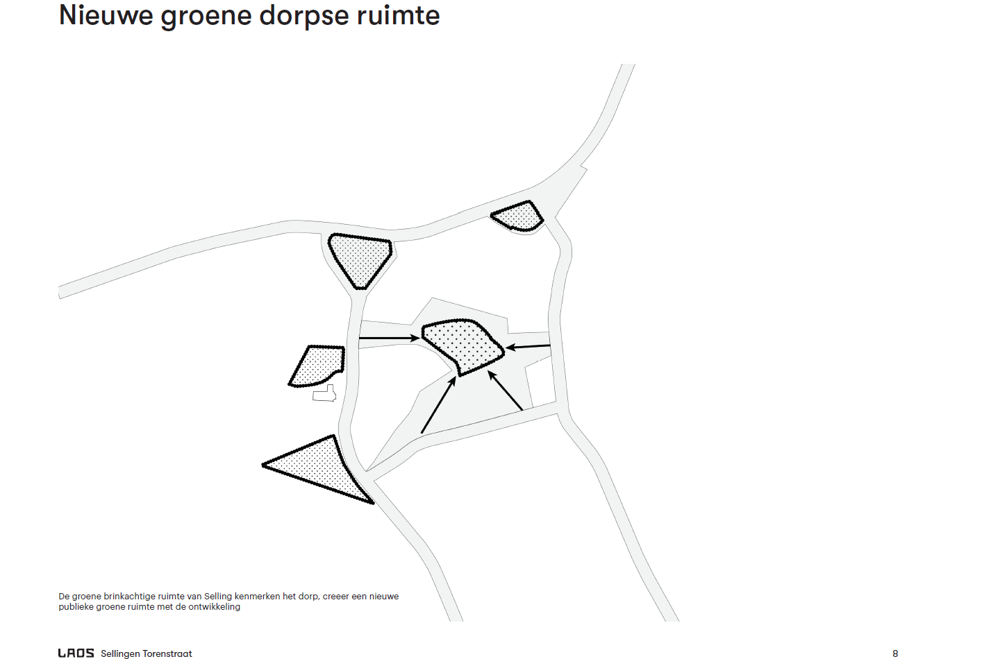 Nieuwe groene dorpse ruimte
De groene brinkachtige ruimte van Selling kenmerken het dorp, creeer een nieuwe
publieke groene ruimte met de ontwikkeling
LAOS Sellingen Torenstraat
8